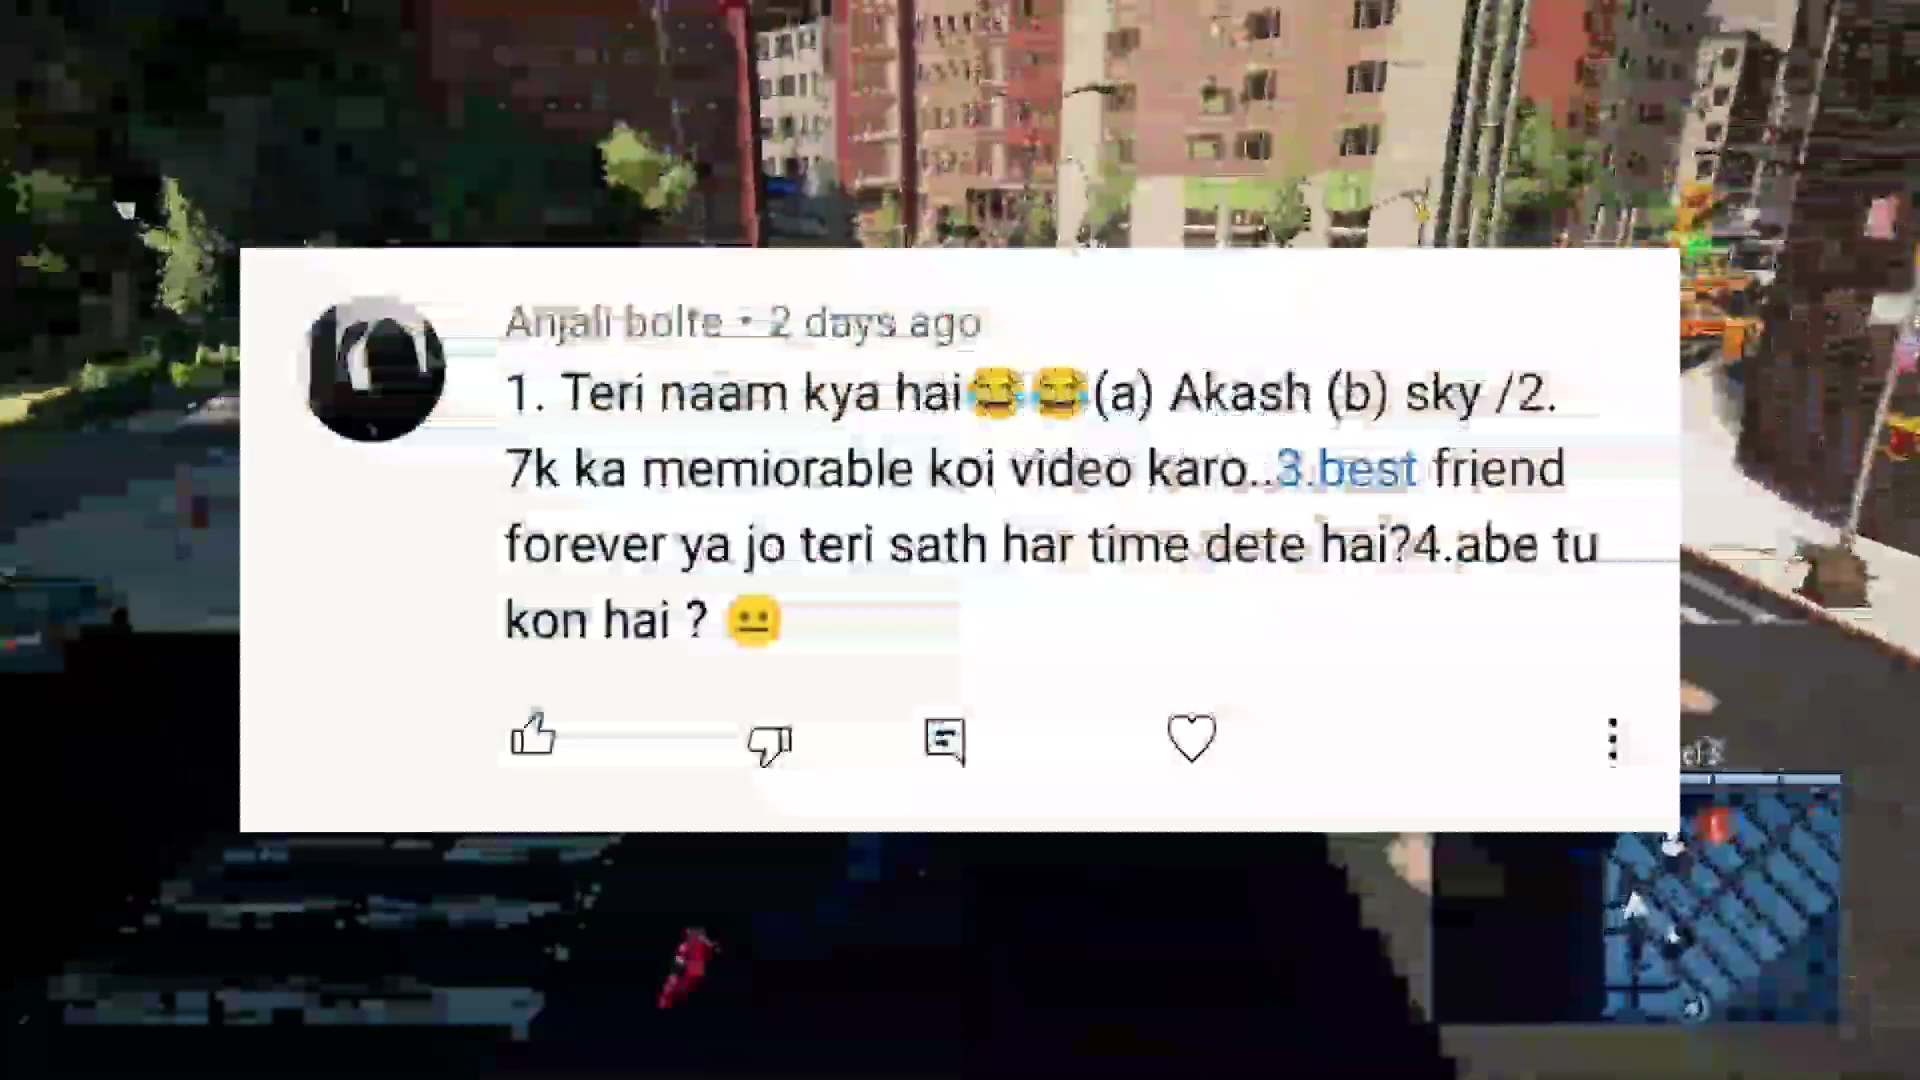 Anjali bolte • 2 days ago
1. Teri naam kya hai😂😂(a) Akash (b) sky /2.
7k ka memiorable koi video karo..3.best friend
forever ya jo teri sath har time dete hai?4.abe tu
kon hai ? 😐